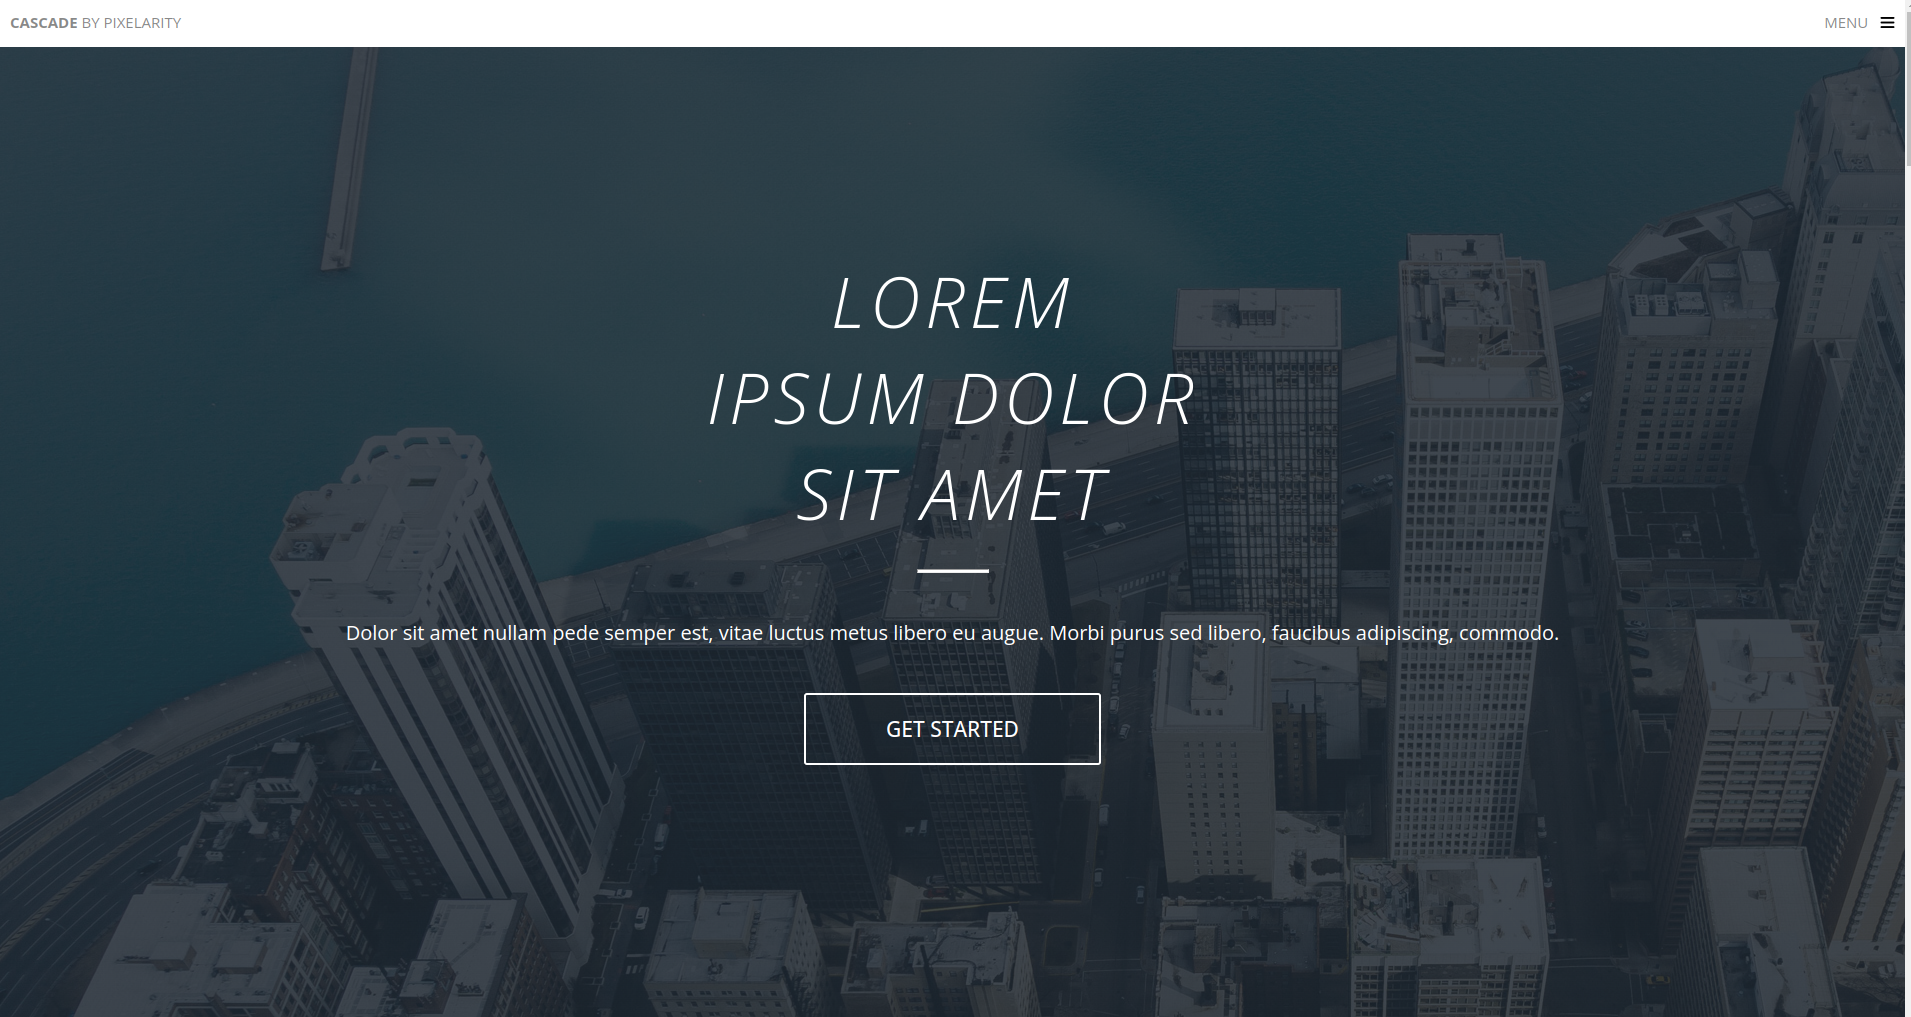 CASCADE BY PIXELARITY
MENU
LOREM
IPSUM DOLOR
SIT AMET
Dolor sit amet nullam pede semper est, vitae luctus metus libero eu augue. Morbi purus sed libero, faucibus adipiscing, commodo.
GET STARTED